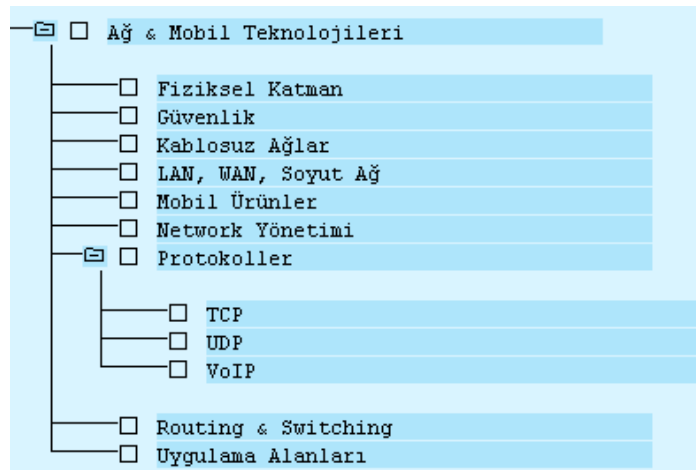 Ağ & Mobil Teknolojileri
Fiziksel Katman
Güvenlik
Kablosuz Ağlar
LAN, WAN, Soyut Ağ
Mobil Ürünler
Network Yönetimi
Protokoller
TCP
UDP
VoIP
Routing & Switching
Uygulama Alanları